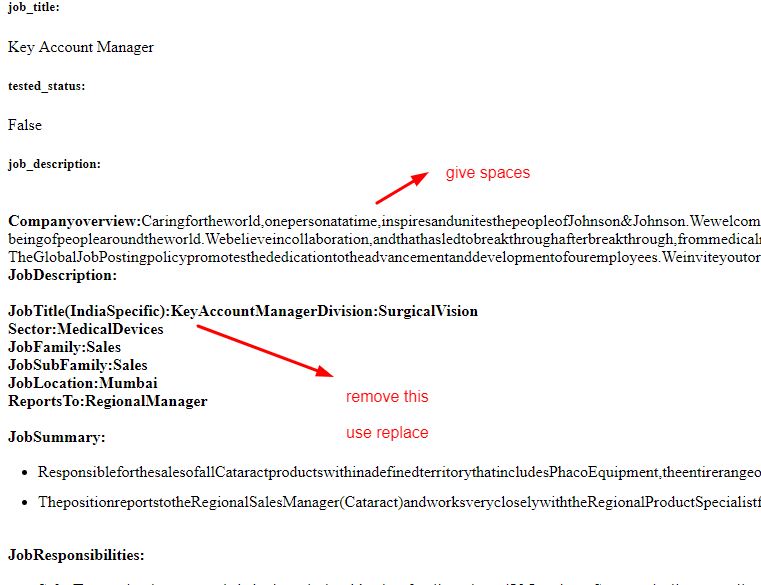 job_title:
Key Account Manager
tested_status:
False
job_description:
give spaces
Companyoverview:Caringfortheworld,onepersonatatime,inspiresandunitesthepeopleofJohnson&Johnson.Wewelcom
beingofpeoplearoundtheworld.Webelieveincollaboration,andthathasledtobreakthroughafterbreakthrough,frommedical
TheGlobalJobPostingpolicypromotesthededicationtotheadvancementanddevelopmentofouremployees.Weinviteyoutor
JobDescription:
JobTitle(IndiaSpecific):KeyAccountManagerDivision:SurgicalVision
Sector:MedicalDevices
JobFamily:Sales
JobSubFamily:Sales
JobLocation:Mumbai
ReportsTo:RegionalManager
remove this
use replace
JobSummary:
ResponsibleforthesalesofallCataractproductswithinadefinedterritorythatincludesPhacoEquipment,theentirerangeo
ThepositionreportstotheRegionalSalesManager(Cataract)andworksverycloselywiththeRegionalProductSpecialistf
JobResponsibilities: